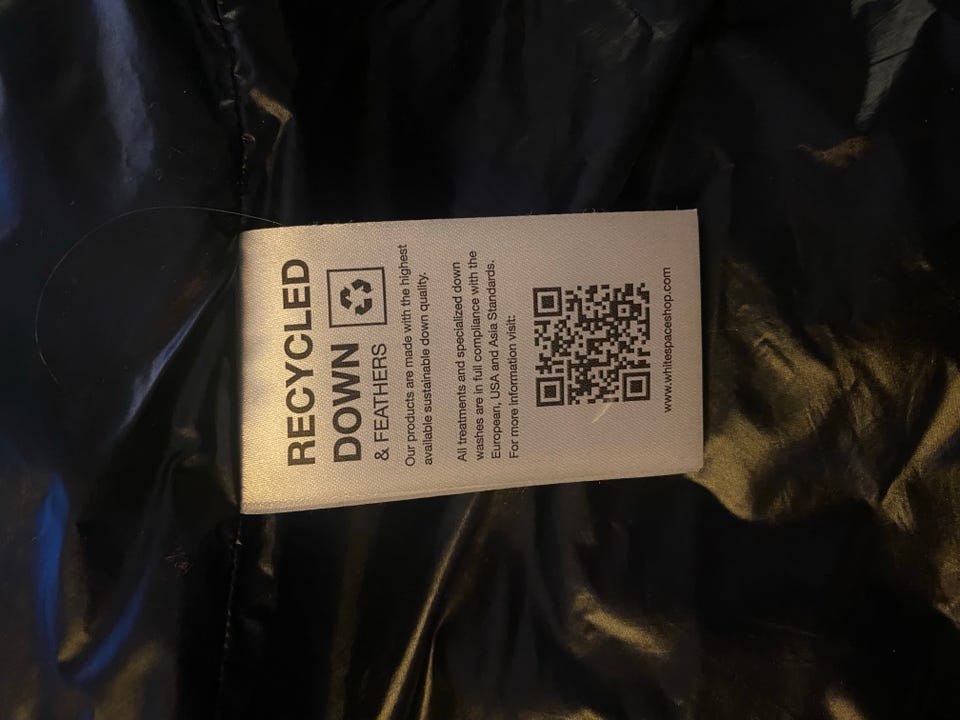 RECYCLED
DOWN
& FEATHERS
Our products are made with the highest
available sustainable down quality.
All treatments and specialized down
washes are in full compliance with the
European, USA and Asia Standards.
For more information visit:
www.whitespaceshop.com